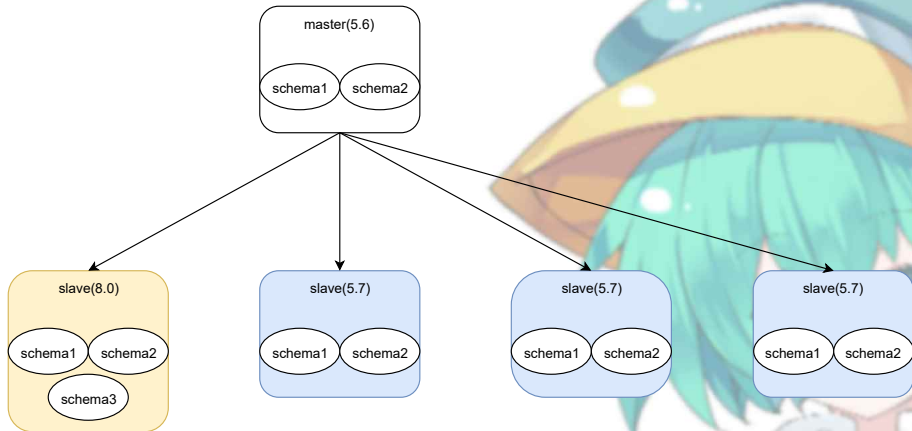 master(5.6)
schema1 schema2
slave(8.0) slave(5.7) slave(5.7) slave(5.7)
schema1 schema2 schema1 schema2 schema1 schema2 schema1 schema2
schema3